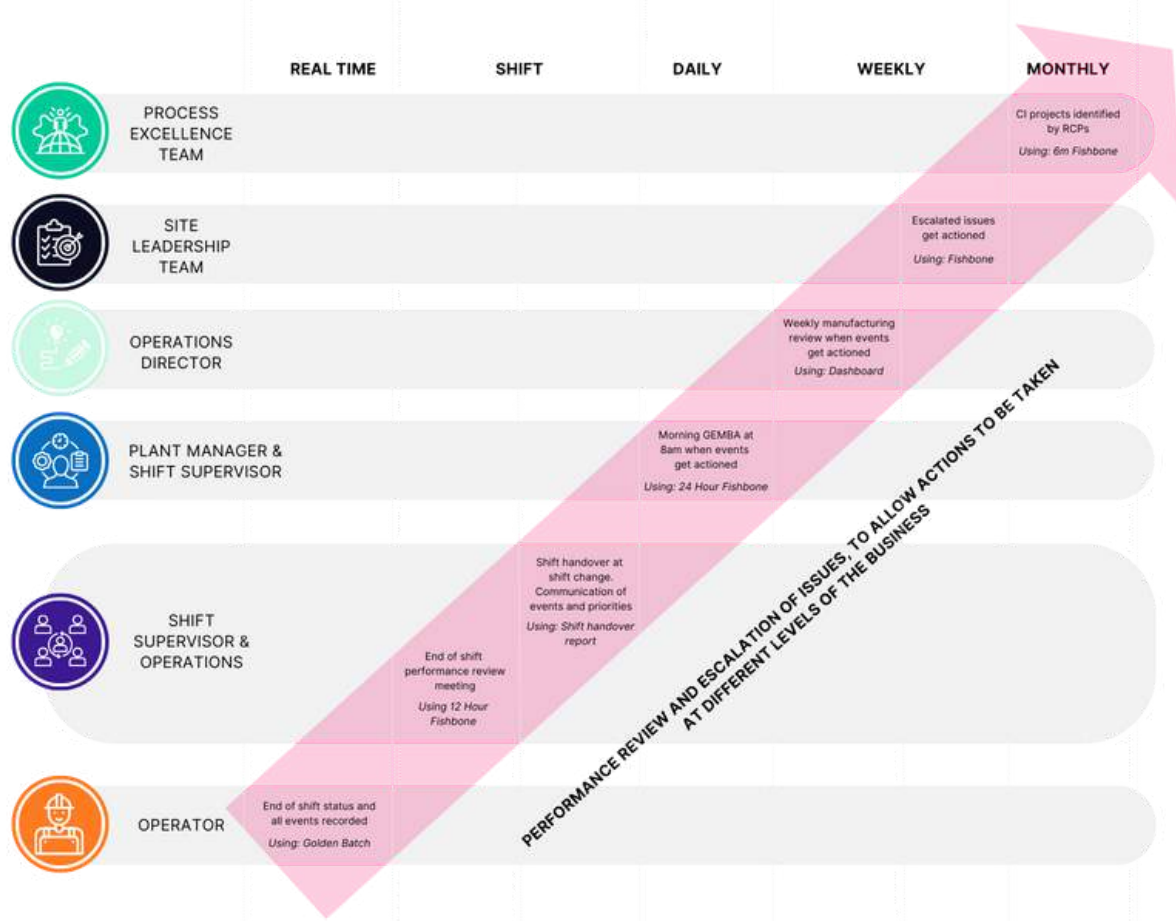 REAL TIME
SHIFT
DAILY
WEEKLY
MONTHLY
PROCESS
EXCELLENCE
TEAM
CI projects identified
by RCPs
Using: 6m Fishbone
SITE
LEADERSHIP
TEAM
Escalated issues
get actioned
Using: Fishbone
OPERATIONS
DIRECTOR
Weekly manufacturing
review when events
get actioned
Using: Dashboard
PLANT MANAGER &
SHIFT SUPERVISOR
Morning GEMBA at
8am when events
get actioned
Using: 24 Hour Fishbone
SHIFT
SUPERVISOR &
OPERATIONS
End of shift
performance review
meeting
Using 12 Hour
Fishbone
Shift handover at
shift change.
Communication of
events and priorities
Using: Shift handover
report
OPERATOR
End of shift status and
all events recorded
Using: Golden Batch
PERFORMANCE REVIEW AND ESCALATION OF ISSUES, TO ALLOW ACTIONS TO BE TAKEN
AT DIFFERENT LEVELS OF THE BUSINESS